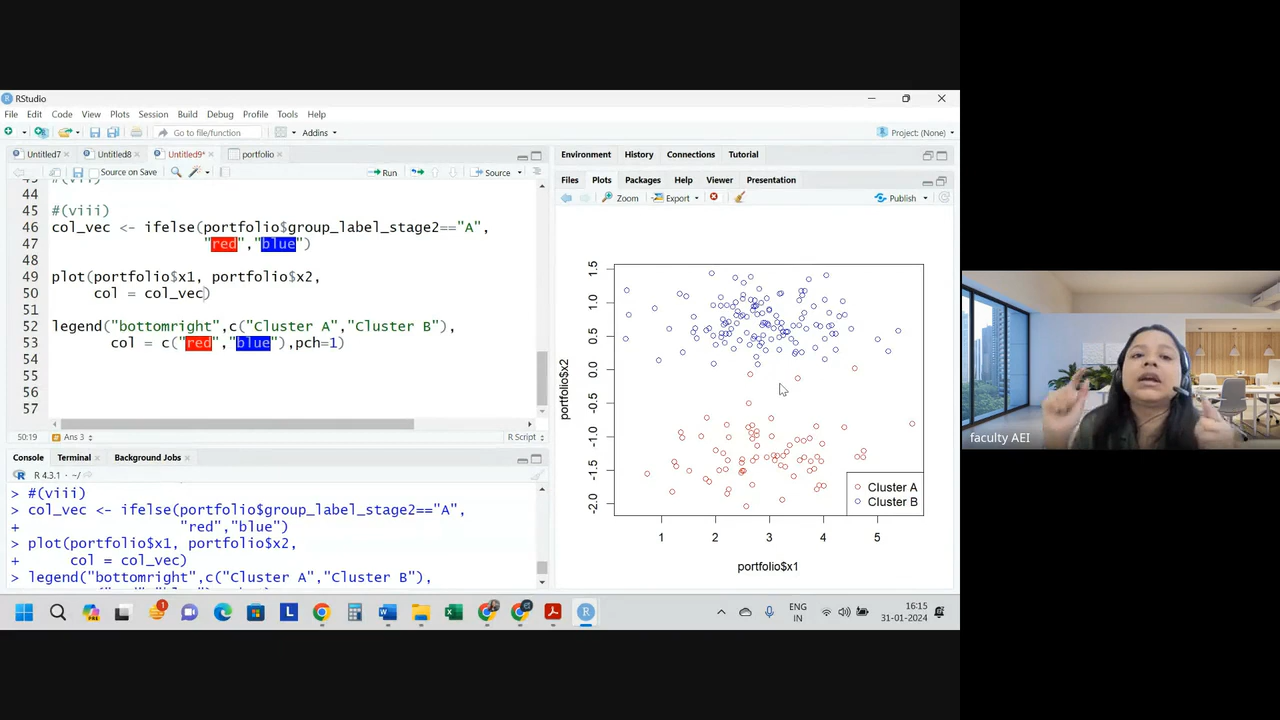 RStudio
File Edit Code View Plots Session Build Debug Profile Tools Help
Go to file/function Addins Project: (None)
Untitled7 Untitled8 Untitled9* portfolio
Source on Save Run Source
#(vii)
44
45 #(viii)
46 col_vec <- ifelse(portfolio$group_label_stage2=="A",
47 "red","blue")
48
49 plot(portfolio$x1, portfolio$x2,
50 col = col_vec)
51
52 legend("bottomright",c("Cluster A","Cluster B"),
53 col = c("red","blue"),pch=1)
54
55
56
57
50:19 Ans 3 R Script
Console Terminal Background Jobs
R 4.3.1 · ~/
> #(viii)
> col_vec <- ifelse(portfolio$group_label_stage2=="A",
+ "red","blue")
> plot(portfolio$x1, portfolio$x2,
+ col = col_vec)
> legend("bottomright",c("Cluster A","Cluster B"),
Environment History Connections Tutorial
Files Plots Packages Help Viewer Presentation
Zoom Export Publish
1.5
1.0
0.5
0.0
-0.5
-1.0
-1.5
-2.0
portfolio$x2
Cluster A
Cluster B
1 2 3 4 5
portfolio$x1
faculty AEI
ENG
IN
16:15
31-01-2024